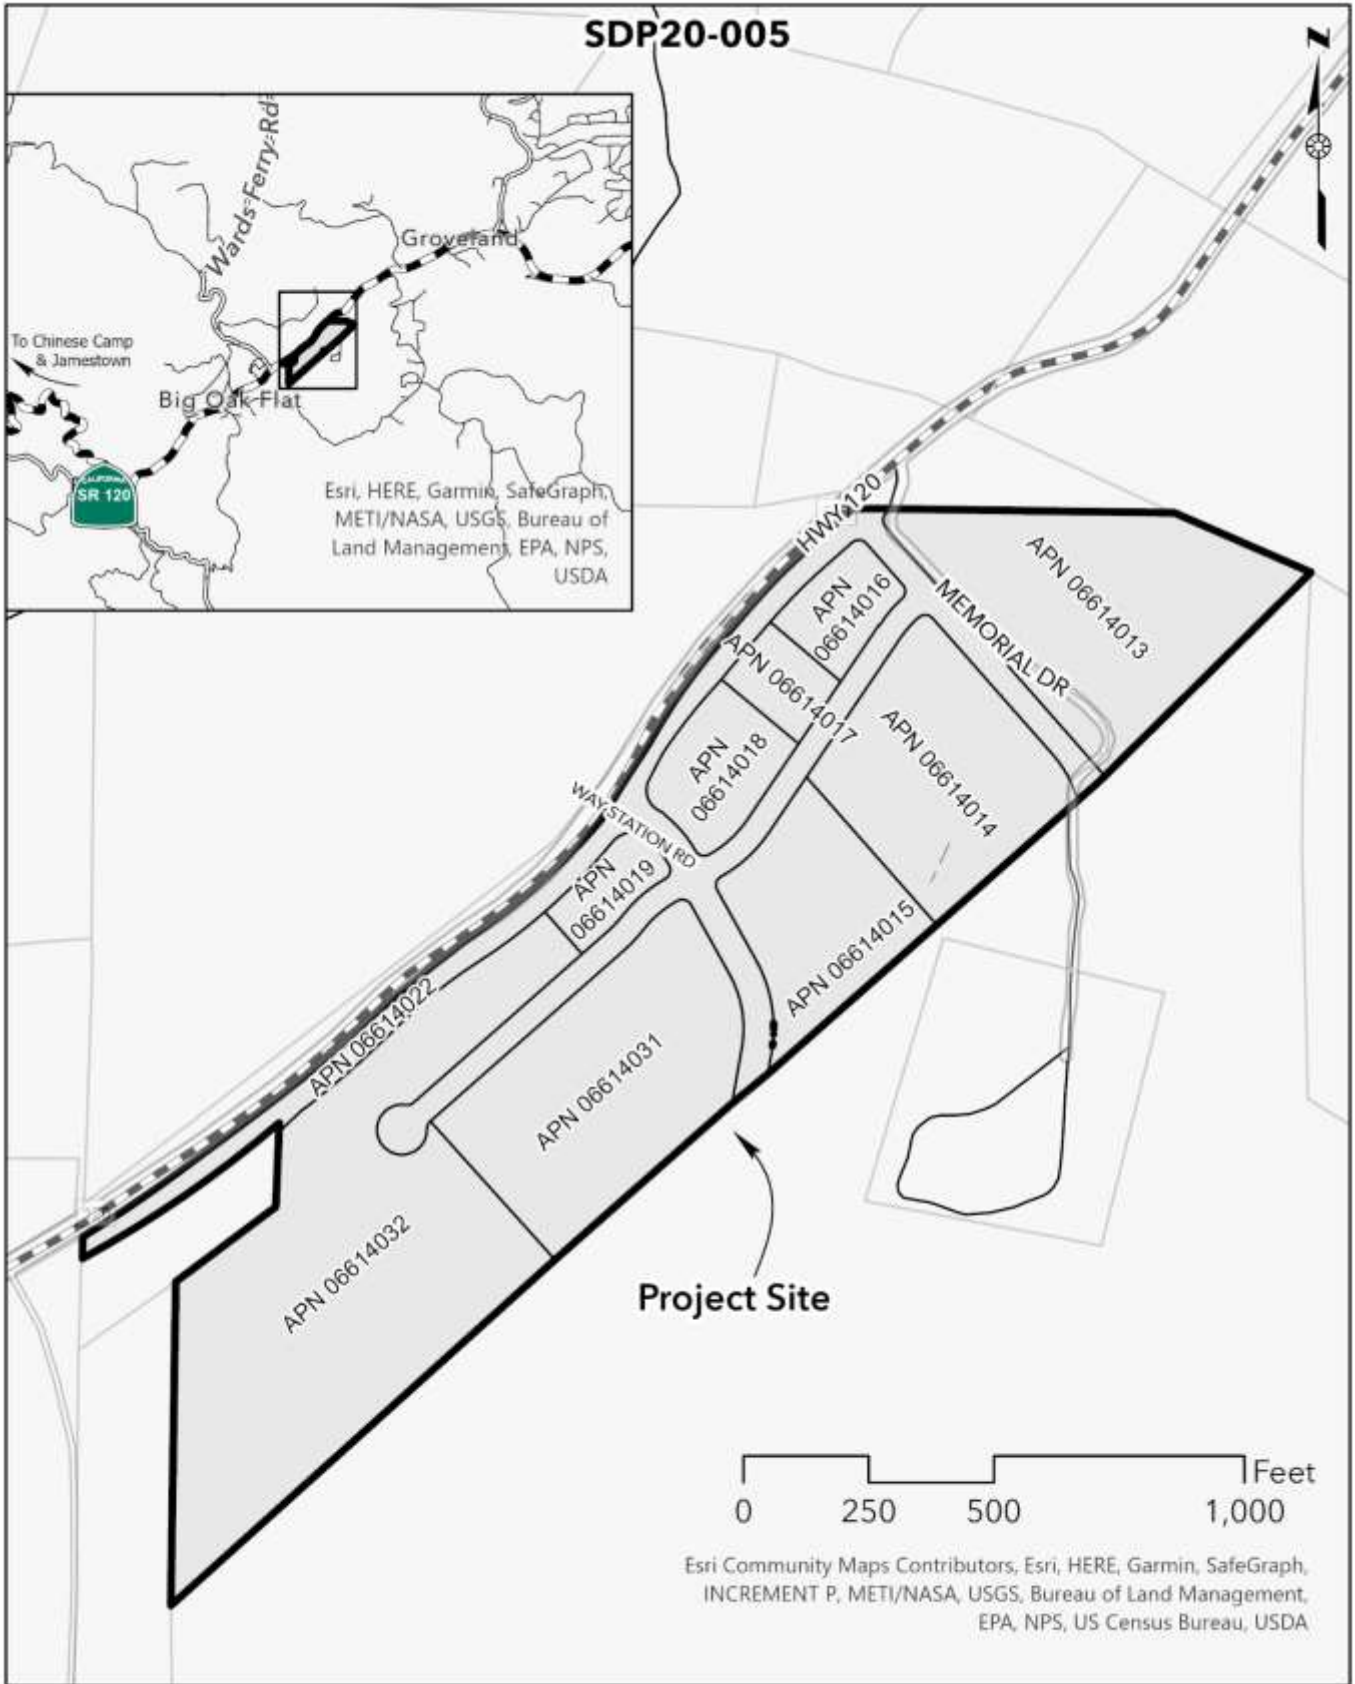 SDP20-005
N
Wards Ferry Rd
Groveland
To Chinese Camp
& Jamestown
Big Oak Flat
CALIFORNIA
SR 120
Esri, HERE, Garmin, SafeGraph,
METI/NASA, USGS, Bureau of
Land Management, EPA, NPS,
USDA
HWY 120
APN 06614013
APN
06614016
MEMORIAL DR
APN 06614017
APN 06614014
APN
06614018
WAY STATION RD
APN
06614019
APN 06614015
APN 06614022
APN 06614031
APN 06614032
Project Site
Feet
0 250 500 1,000
Esri Community Maps Contributors, Esri, HERE, Garmin, SafeGraph,
INCREMENT P, METI/NASA, USGS, Bureau of Land Management,
EPA, NPS, US Census Bureau, USDA